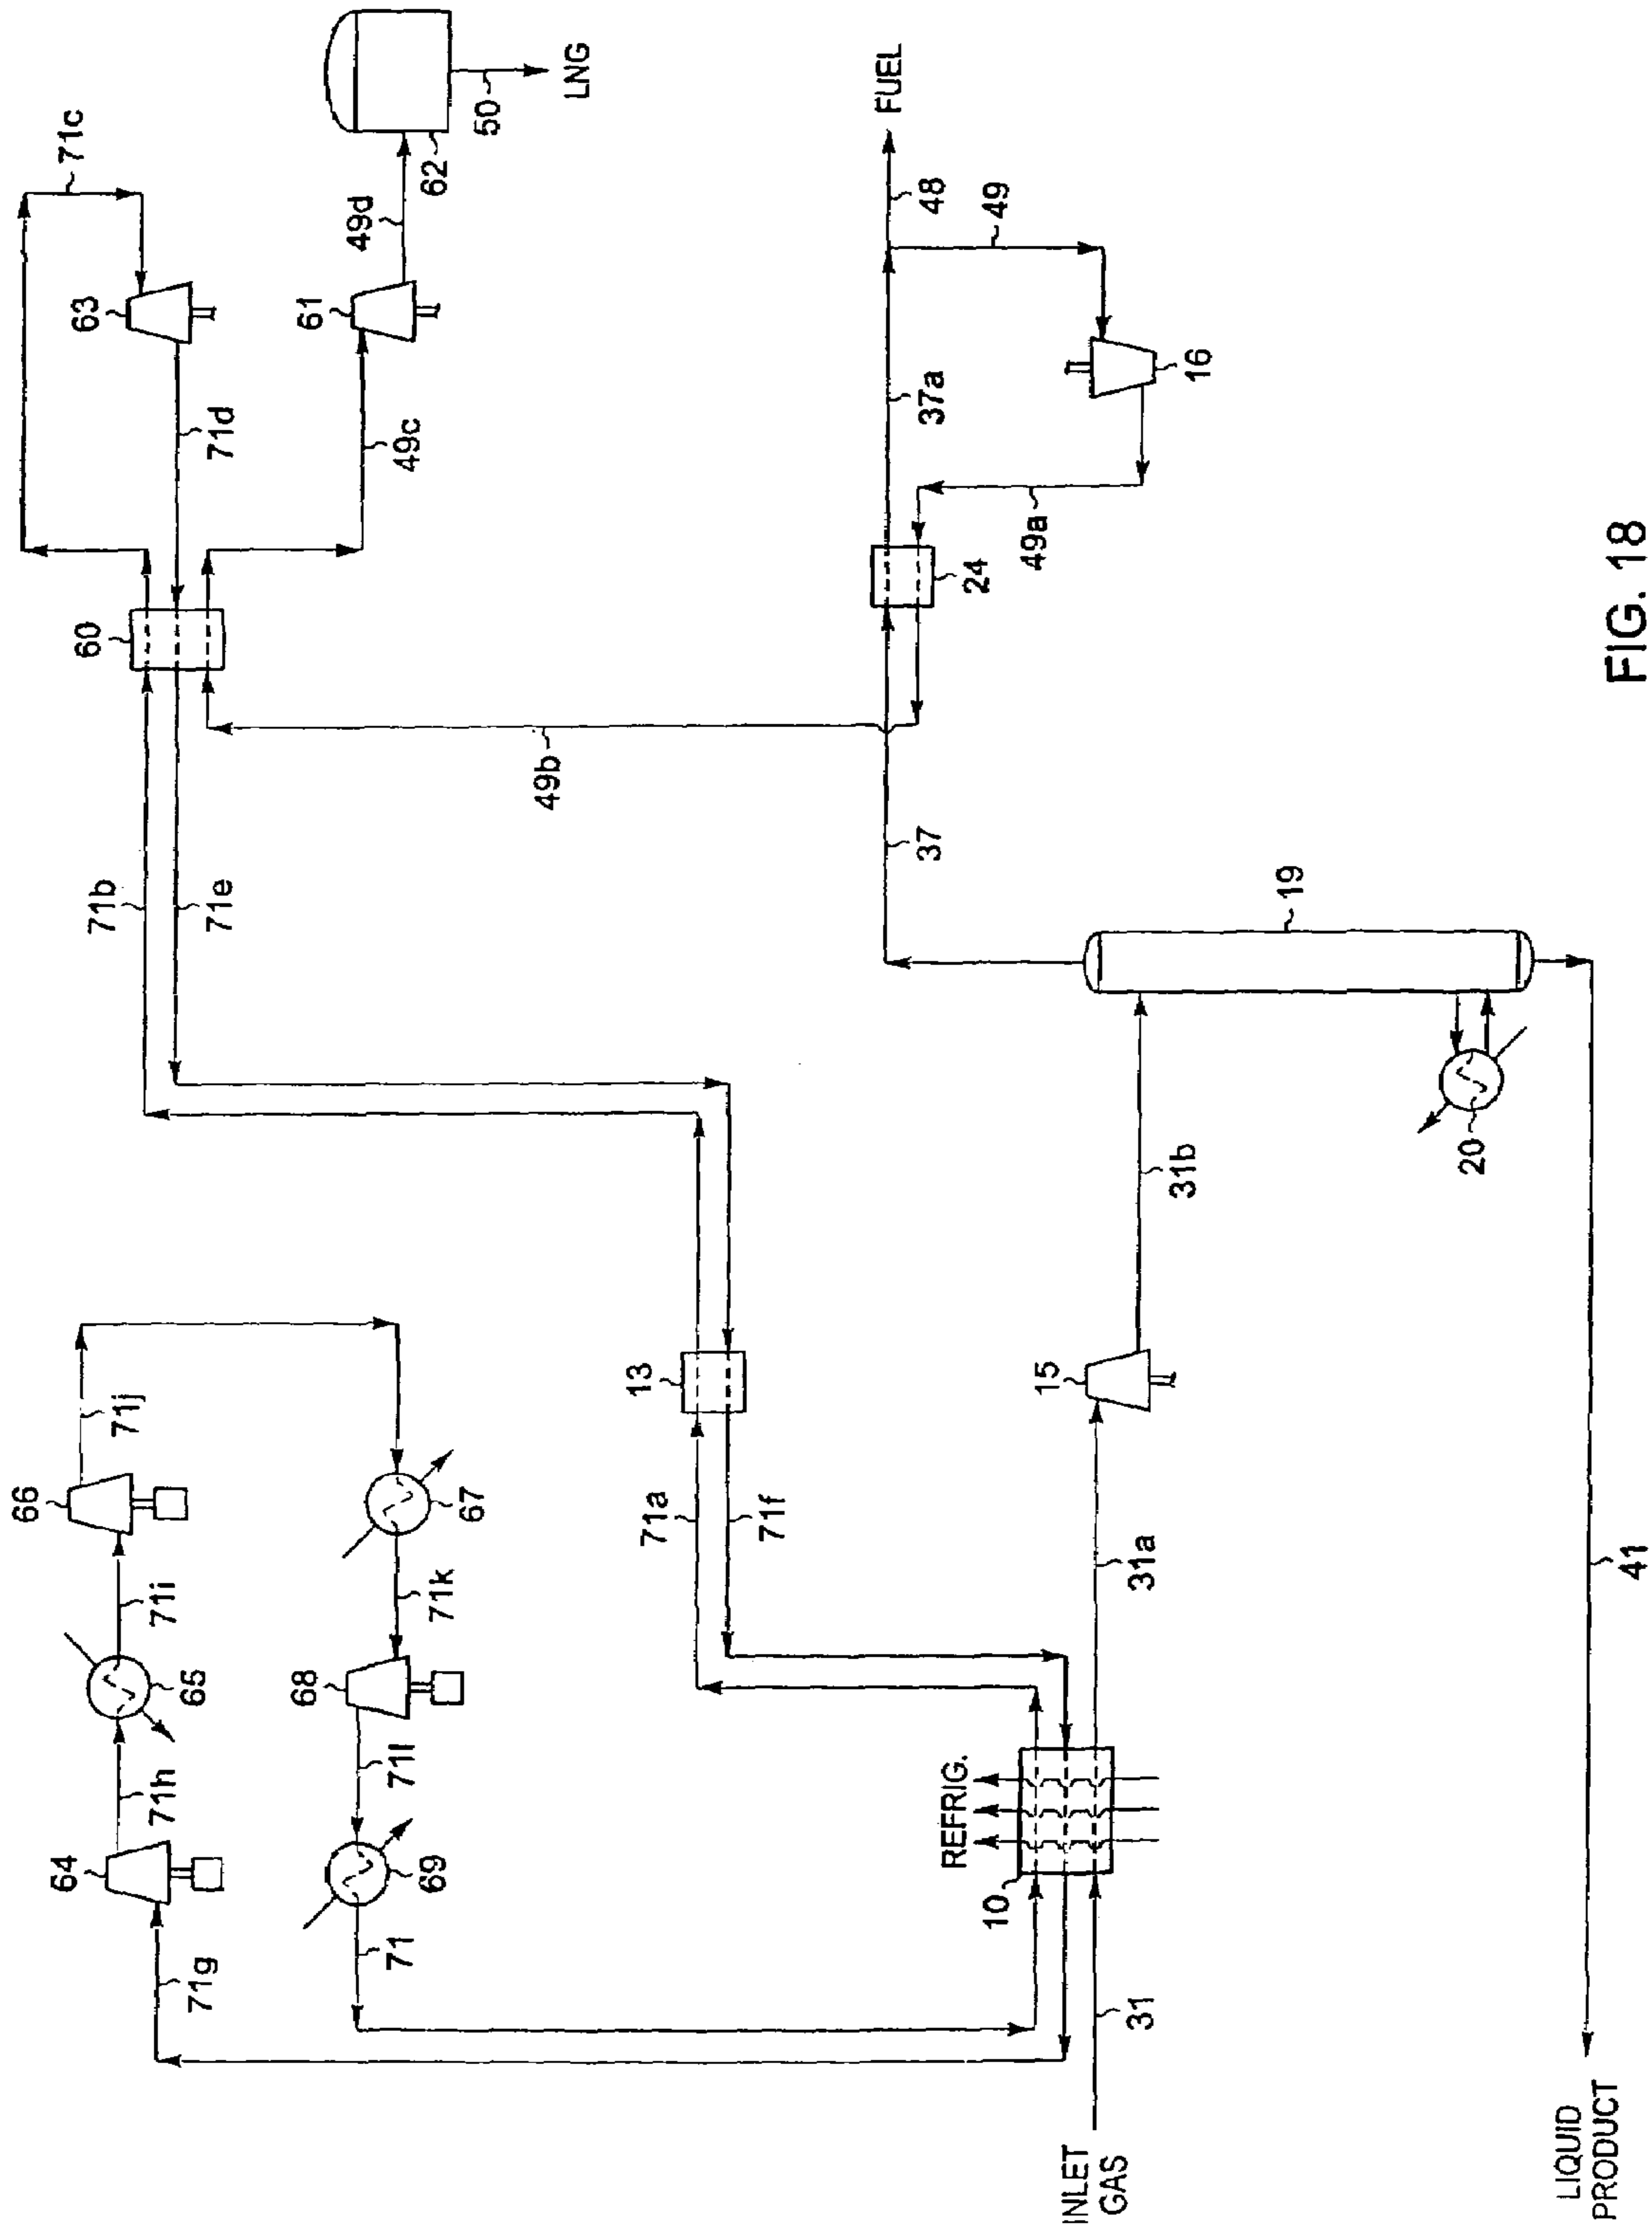 71c
63
71d
60
61
49c
49d
62
50
LNG
71b
71e
49b
FUEL
48
49
37a
16
49a
24
37
19
20
31b
15
31a
13
71a
71f
66
71j
71i
65
67
71k
68
71l
71h
64
69
71
71g
REFRIG.
10
31
INLET
GAS
41
LIQUID
PRODUCT
FIG. 18